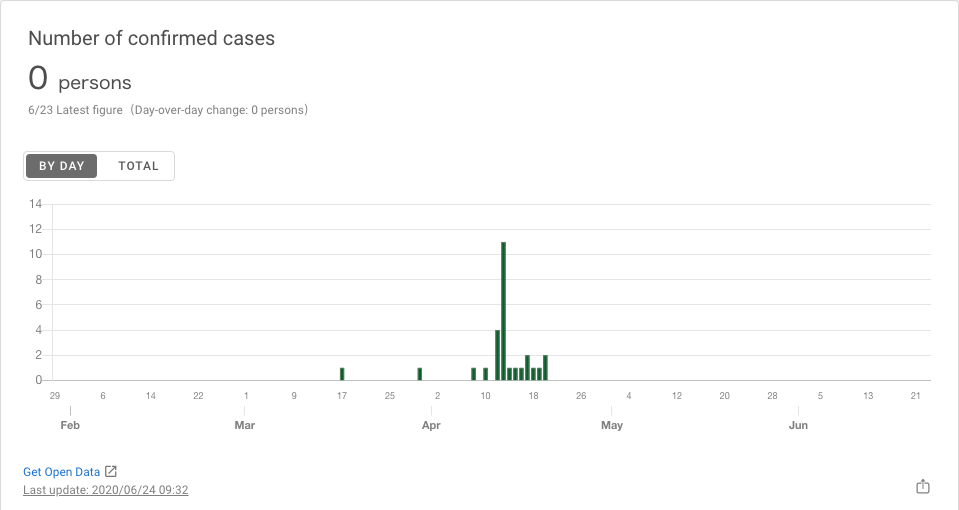 Number of confirmed cases
0 persons
6/23 Latest figure（Day-over-day change: 0 persons）
BY DAY TOTAL
14
12
10
8
6
4
2
0
29 6 14 22 1 9 17 25 2 10 18 26 4 12 20 28 5 13 21
Feb Mar Apr May Jun
Get Open Data
Last update: 2020/06/24 09:32